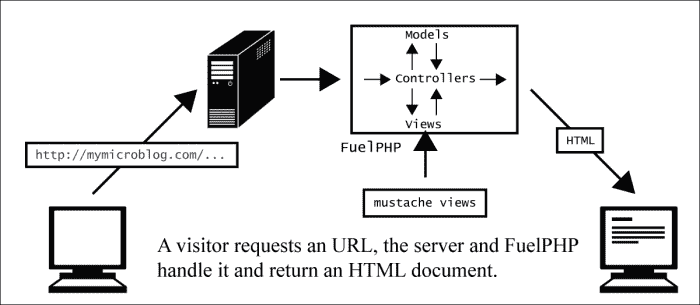 Models
Controllers
Views
FuelPHP
http://mymicroblog.com/...
HTML
mustache views
A visitor requests an URL, the server and FuelPHP
handle it and return an HTML document.